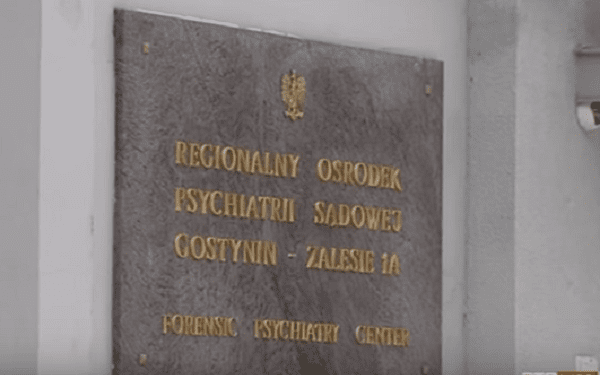 REGIONALNY OSRODEK
PSYCHIATRII SADOWEJ
GOSTYNIN - ZALESIE 1A
FORENSIC PSYCHIATRY CENTER